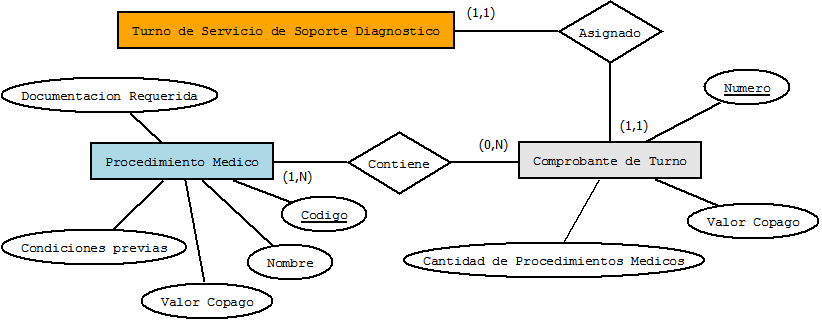 (1,1)
Turno de Servicio de Soporte Diagnostico
Asignado
Numero
Documentacion Requerida
(1,1)
(0,N)
Procedimiento Medico
Contiene
Comprobante de Turno
(1,N)
Codigo
Valor Copago
Condiciones previas
Nombre
Cantidad de Procedimientos Medicos
Valor Copago